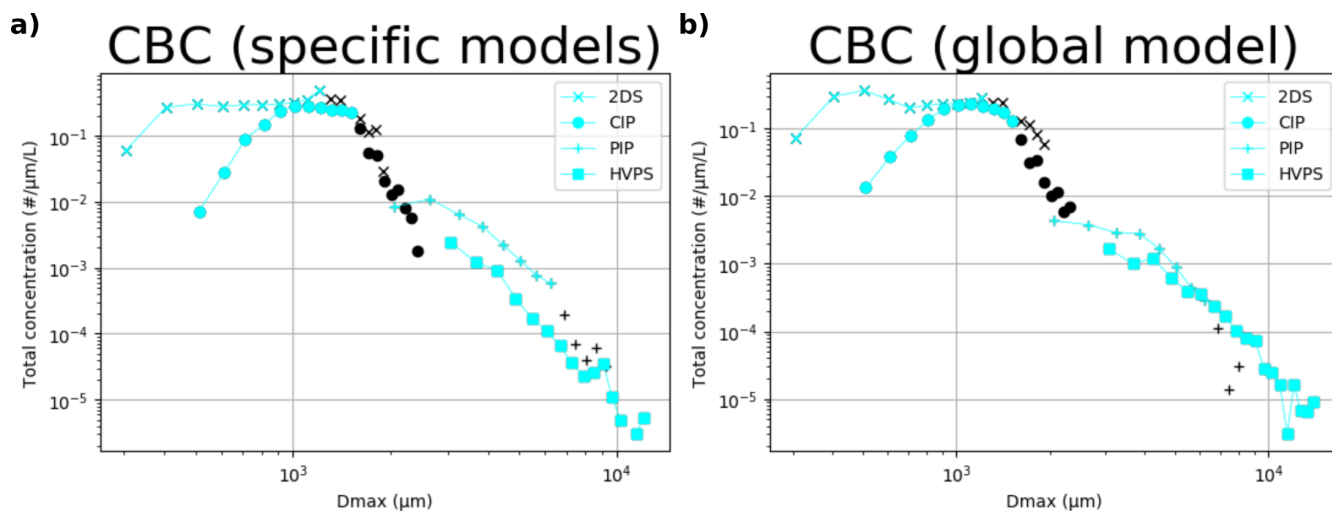 a)
CBC (specific models)
Total concentration (#/μm/L)
10⁻¹
10⁻²
10⁻³
10⁻⁴
10⁻⁵
2DS
CIP
PIP
HVPS
10³
10⁴
Dmax (μm)
b)
CBC (global model)
Total concentration (#/μm/L)
10⁻¹
10⁻²
10⁻³
10⁻⁴
10⁻⁵
2DS
CIP
PIP
HVPS
10³
10⁴
Dmax (μm)